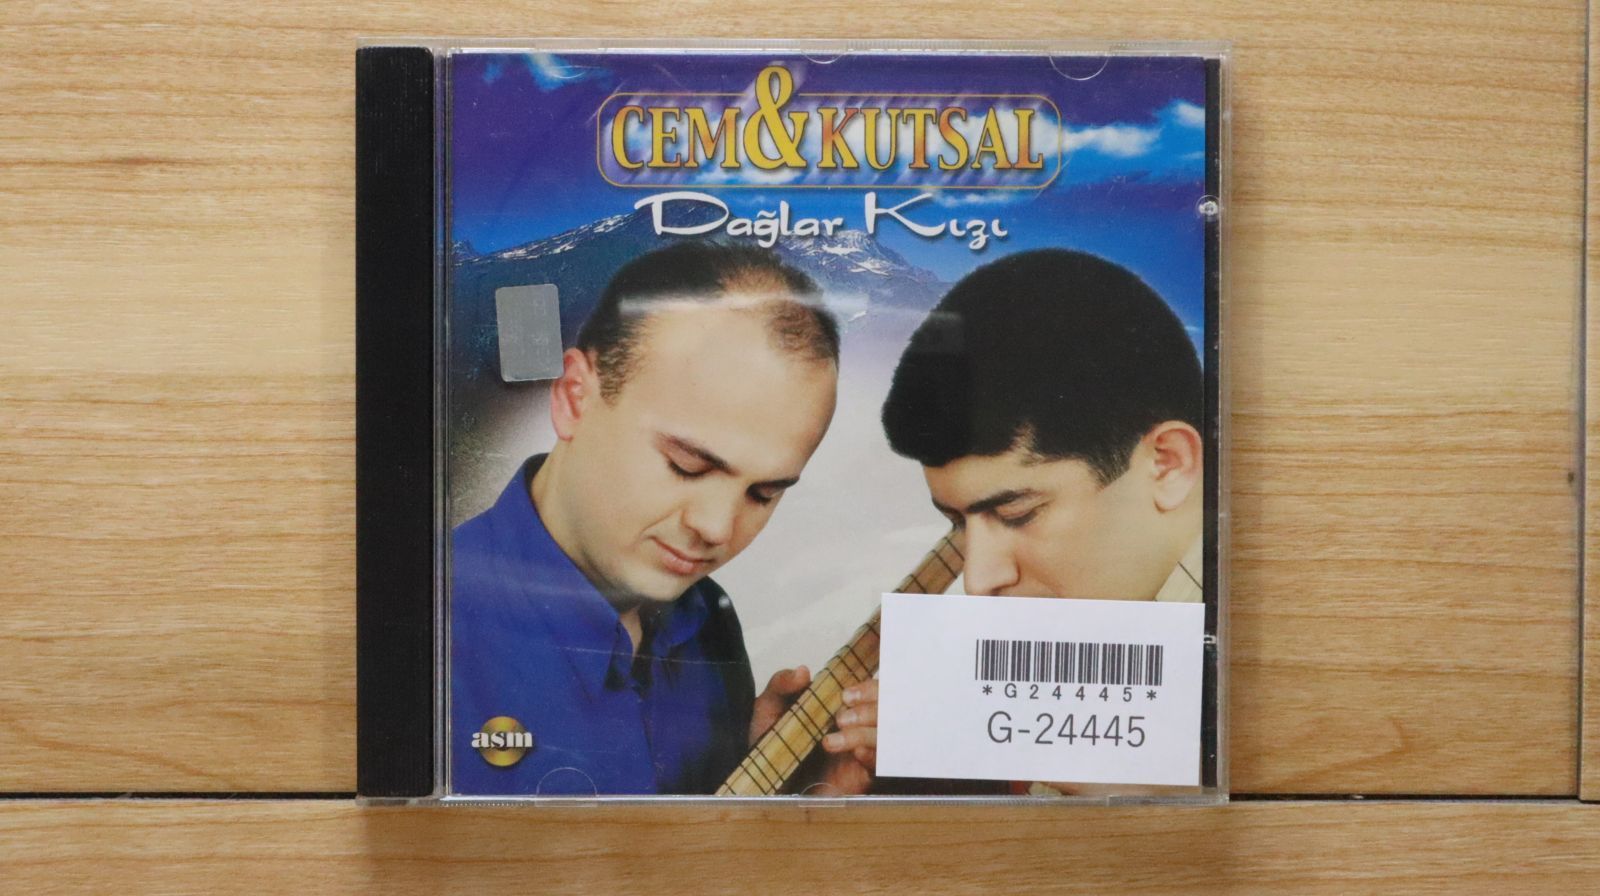 CEM & KUTSAL
Dağlar Kızı
asm
*G24445*
G-24445